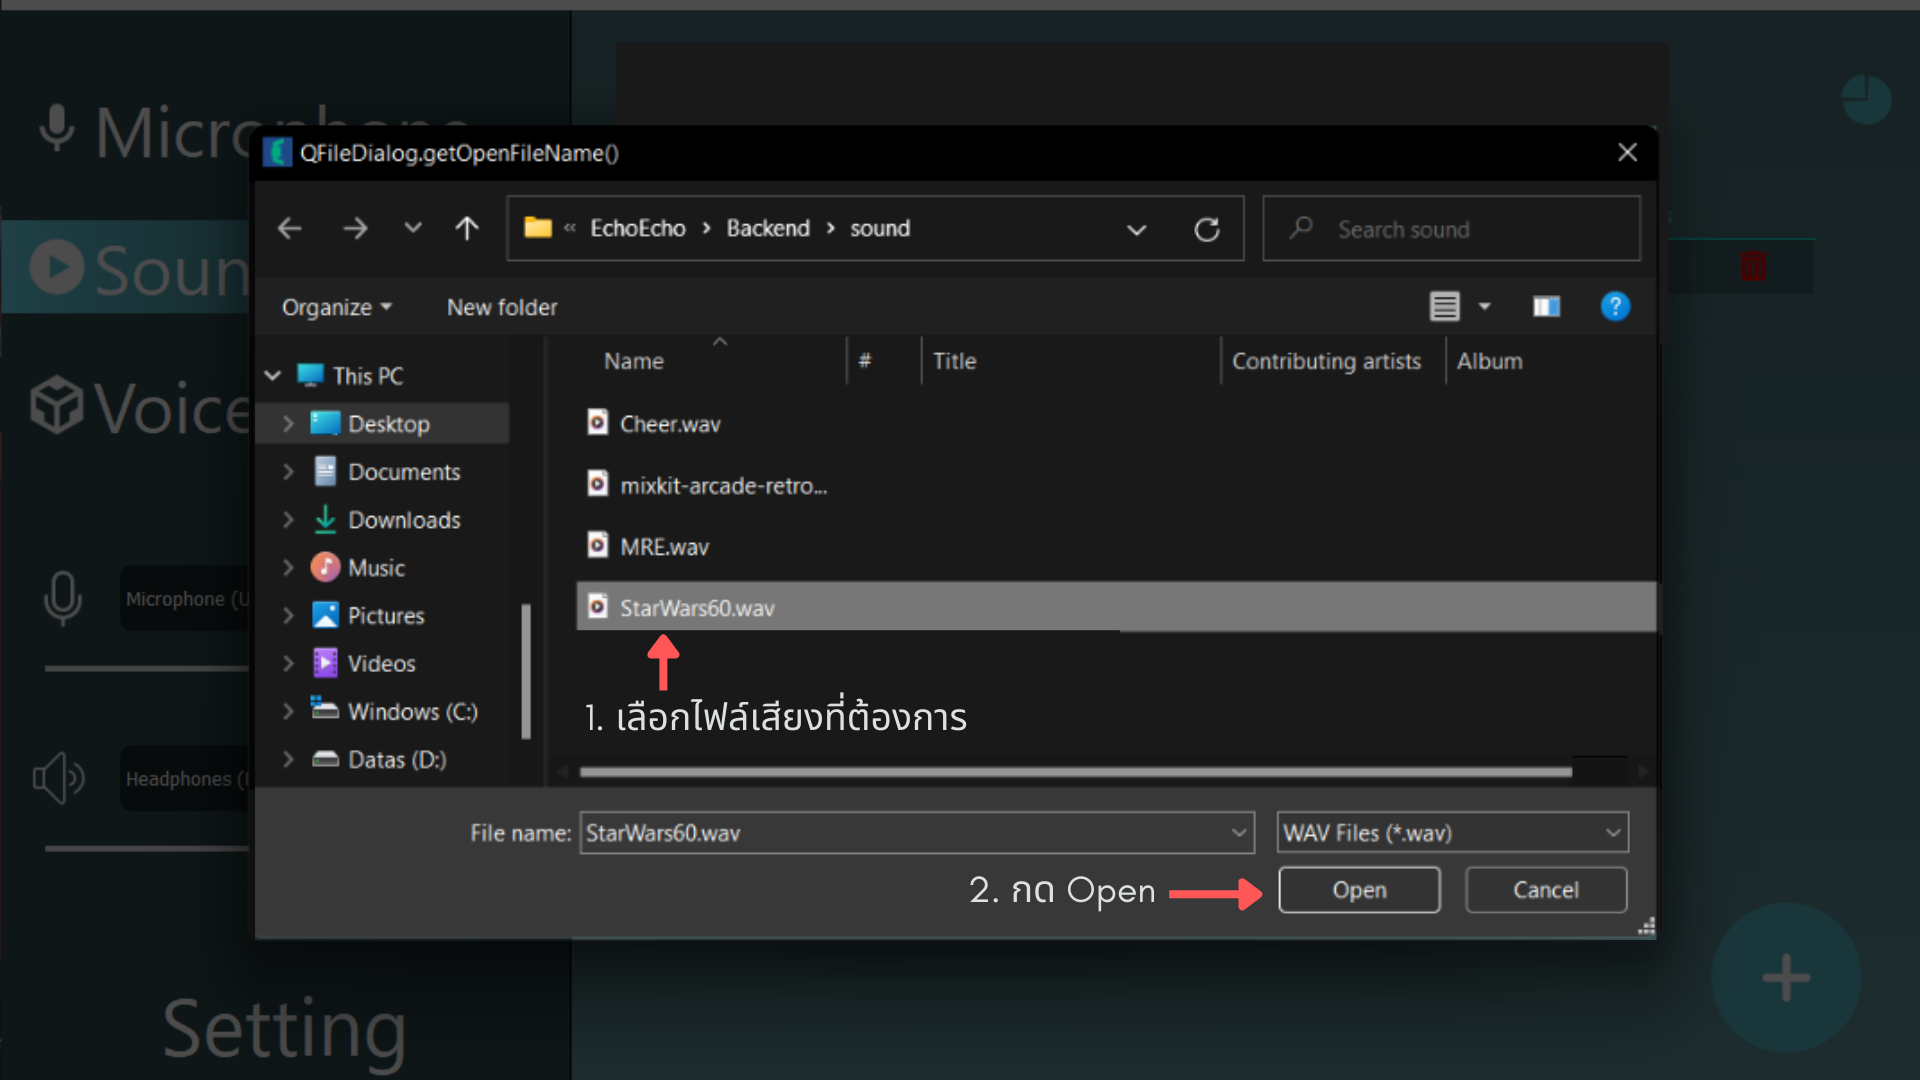 Microphone
QFileDialog.getOpenFileName()
« EchoEcho > Backend > sound
Search sound
Soun
Organize
New folder
Name
#
Title
Contributing artists
Album
This PC
Desktop
Documents
Downloads
Music
Pictures
Videos
Windows (C:)
Datas (D:)
Cheer.wav
mixkit-arcade-retro...
MRE.wav
StarWars60.wav
1. เลือกไฟล์เสียงที่ต้องการ
Voice
Microphone (U
Headphones (
File name:
StarWars60.wav
WAV Files (*.wav)
2. กด Open
Open
Cancel
Setting